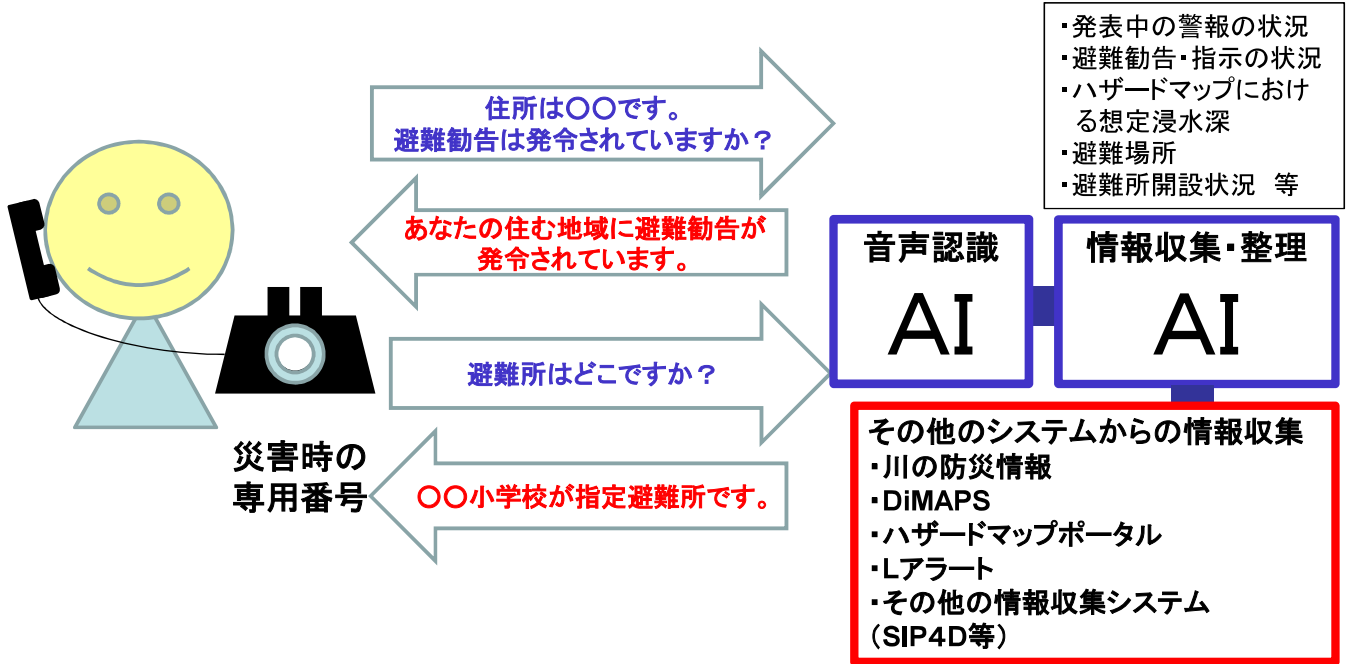 住所は〇〇です。
避難勧告は発令されていますか？
あなたの住む地域に避難勧告が
発令されています。
避難所はどこですか？
〇〇小学校が指定避難所です。
災害時の
専用番号
・発表中の警報の状況
・避難勧告・指示の状況
・ハザードマップにおけ
る想定浸水深
・避難場所
・避難所開設状況　等
音声認識
AI
情報収集・整理
AI
その他のシステムからの情報収集
・川の防災情報
・DiMAPS
・ハザードマップポータル
・Lアラート
・その他の情報収集システム
（SIP4D等）